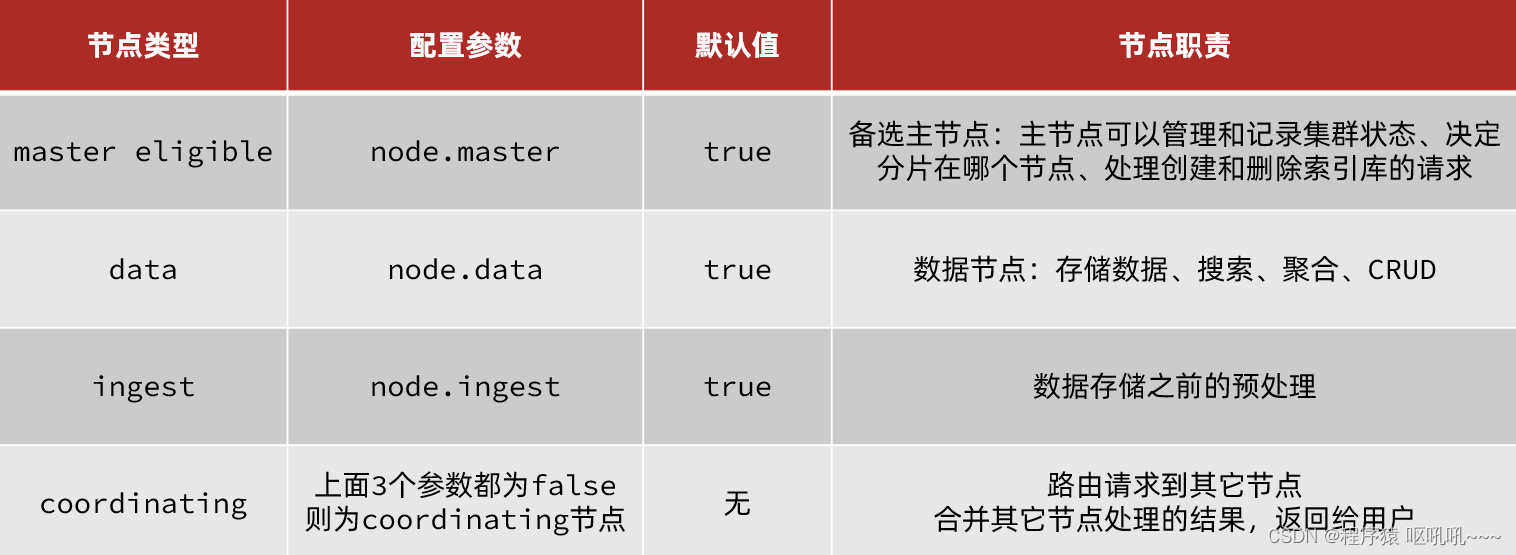 节点类型 配置参数 默认值 节点职责
master eligible node.master true 备选主节点：主节点可以管理和记录集群状态、决定
分片在哪个节点、处理创建和删除索引库的请求
data node.data true 数据节点：存储数据、搜索、聚合、CRUD
ingest node.ingest true 数据存储之前的预处理
coordinating 上面3个参数都为false
则为coordinating节点 无 路由请求到其它节点
合并其它节点处理的结果，返回给用户
CSDN @程序猿 呕吼吼~~~